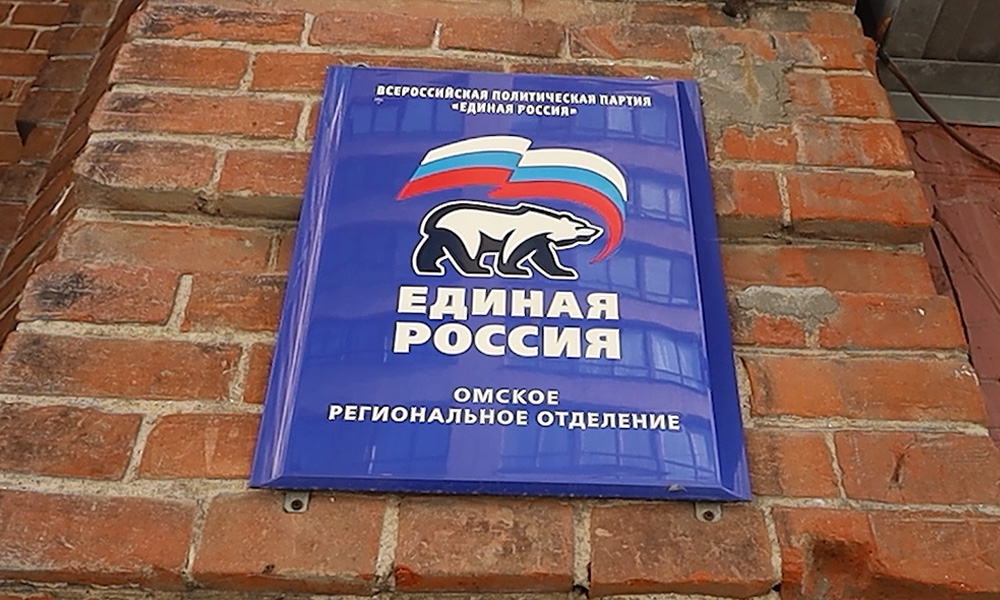 ВСЕРОССИЙСКАЯ ПОЛИТИЧЕСКАЯ ПАРТИЯ
«ЕДИНАЯ РОССИЯ»
ЕДИНАЯ
РОССИЯ
ОМСКОЕ
РЕГИОНАЛЬНОЕ ОТДЕЛЕНИЕ